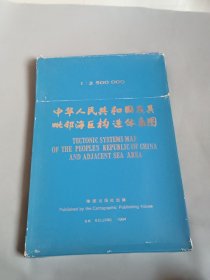 1:2 500 000
中华人民共和国及其
毗邻海区构造体系图
TECTONIC SYSTEMS MAP
OF THE PEOPLE'S REPUBLIC OF CHINA
AND ADJACENT SEA AREA
地图出版社出版
Published by the Cartographic Publishing House
北京 BEIJING 1984